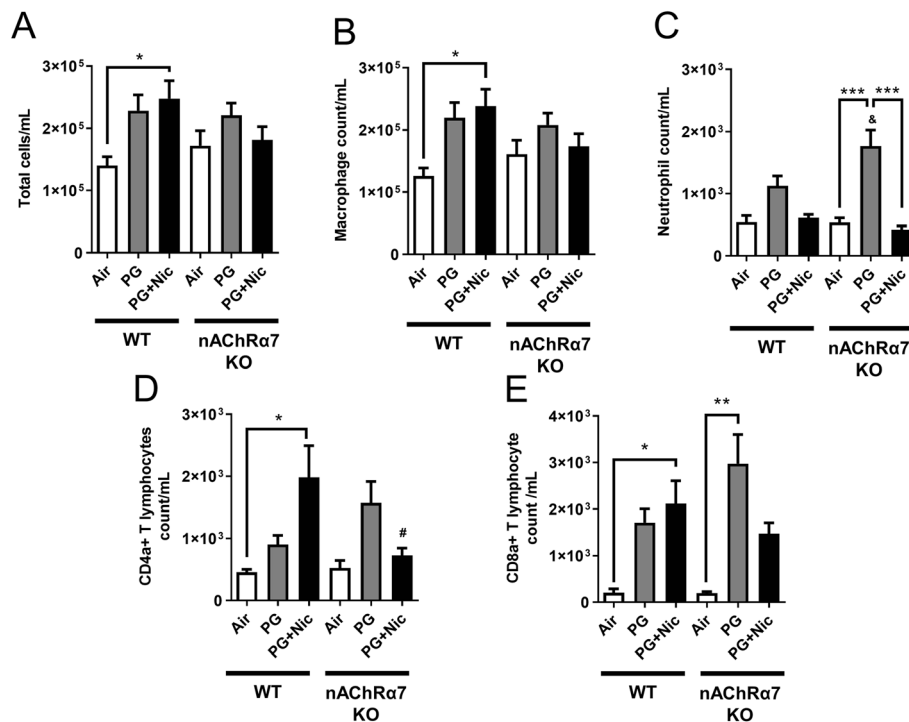 A
Total cells/mL
3×10⁵
2×10⁵
1×10⁵
0
*
Air
PG
PG+Nic
Air
PG
PG+Nic
WT
nAChRα7
KO
B
Macrophage count/mL
3×10⁵
2×10⁵
1×10⁵
0
*
Air
PG
PG+Nic
Air
PG
PG+Nic
WT
nAChRα7
KO
C
Neutrophil count/mL
3×10³
2×10³
1×10³
0
***
***
&
Air
PG
PG+Nic
Air
PG
PG+Nic
WT
nAChRα7
KO
D
CD4a+ T lymphocytes
count/mL
3×10³
2×10³
1×10³
0
*
#
Air
PG
PG+Nic
Air
PG
PG+Nic
WT
nAChRα7
KO
E
CD8a+ T lymphocyte
count /mL
4×10³
3×10³
2×10³
1×10³
0
*
**
Air
PG
PG+Nic
Air
PG
PG+Nic
WT
nAChRα7
KO